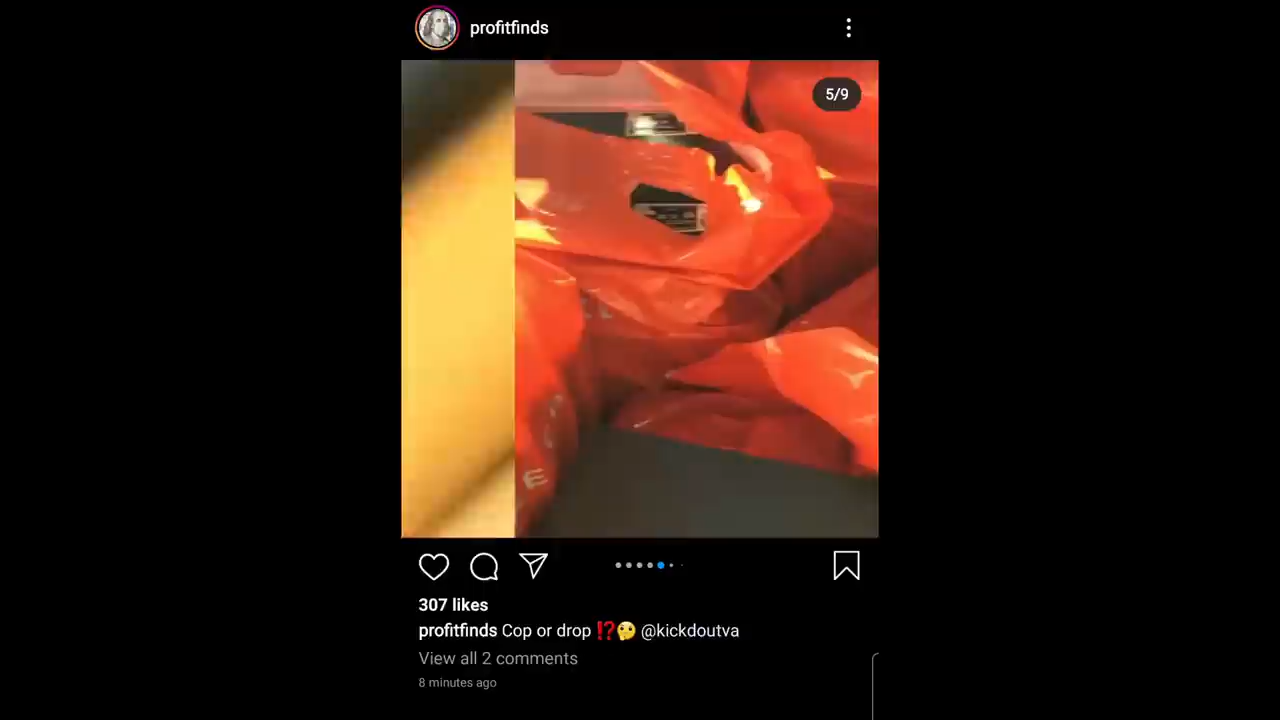 profitfinds
5/9
307 likes
profitfinds Cop or drop ⁉️🤔 @kickdoutva
View all 2 comments
8 minutes ago